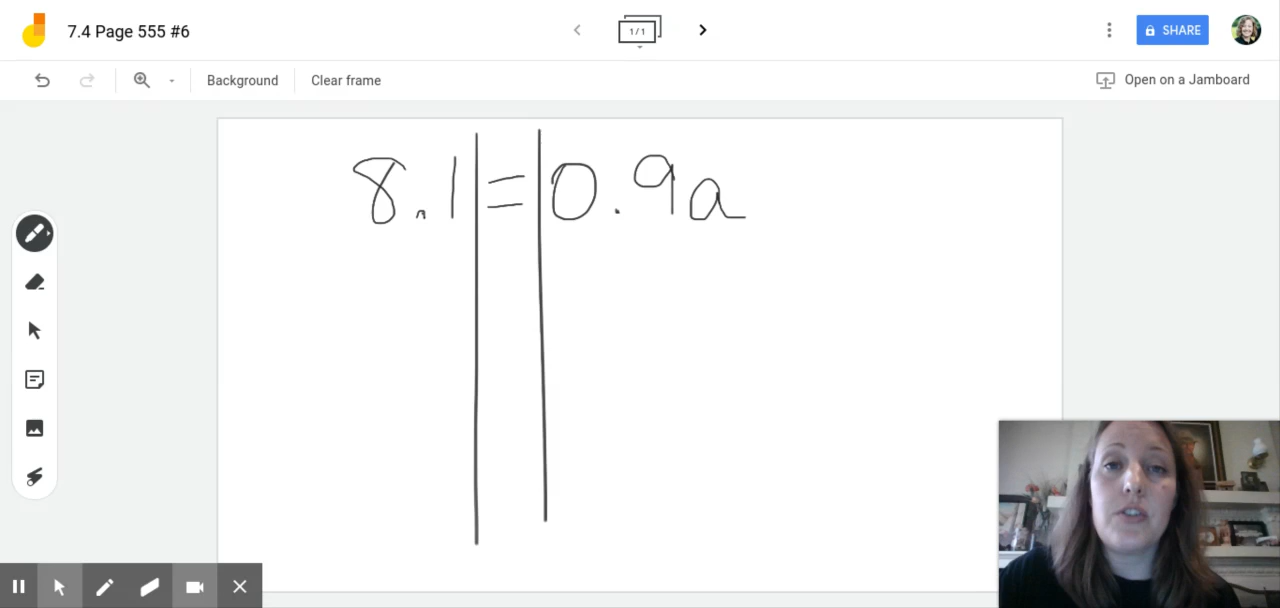 7.4 Page 555 #6
1/1
SHARE
Background
Clear frame
Open on a Jamboard
8.1 = 0.9a